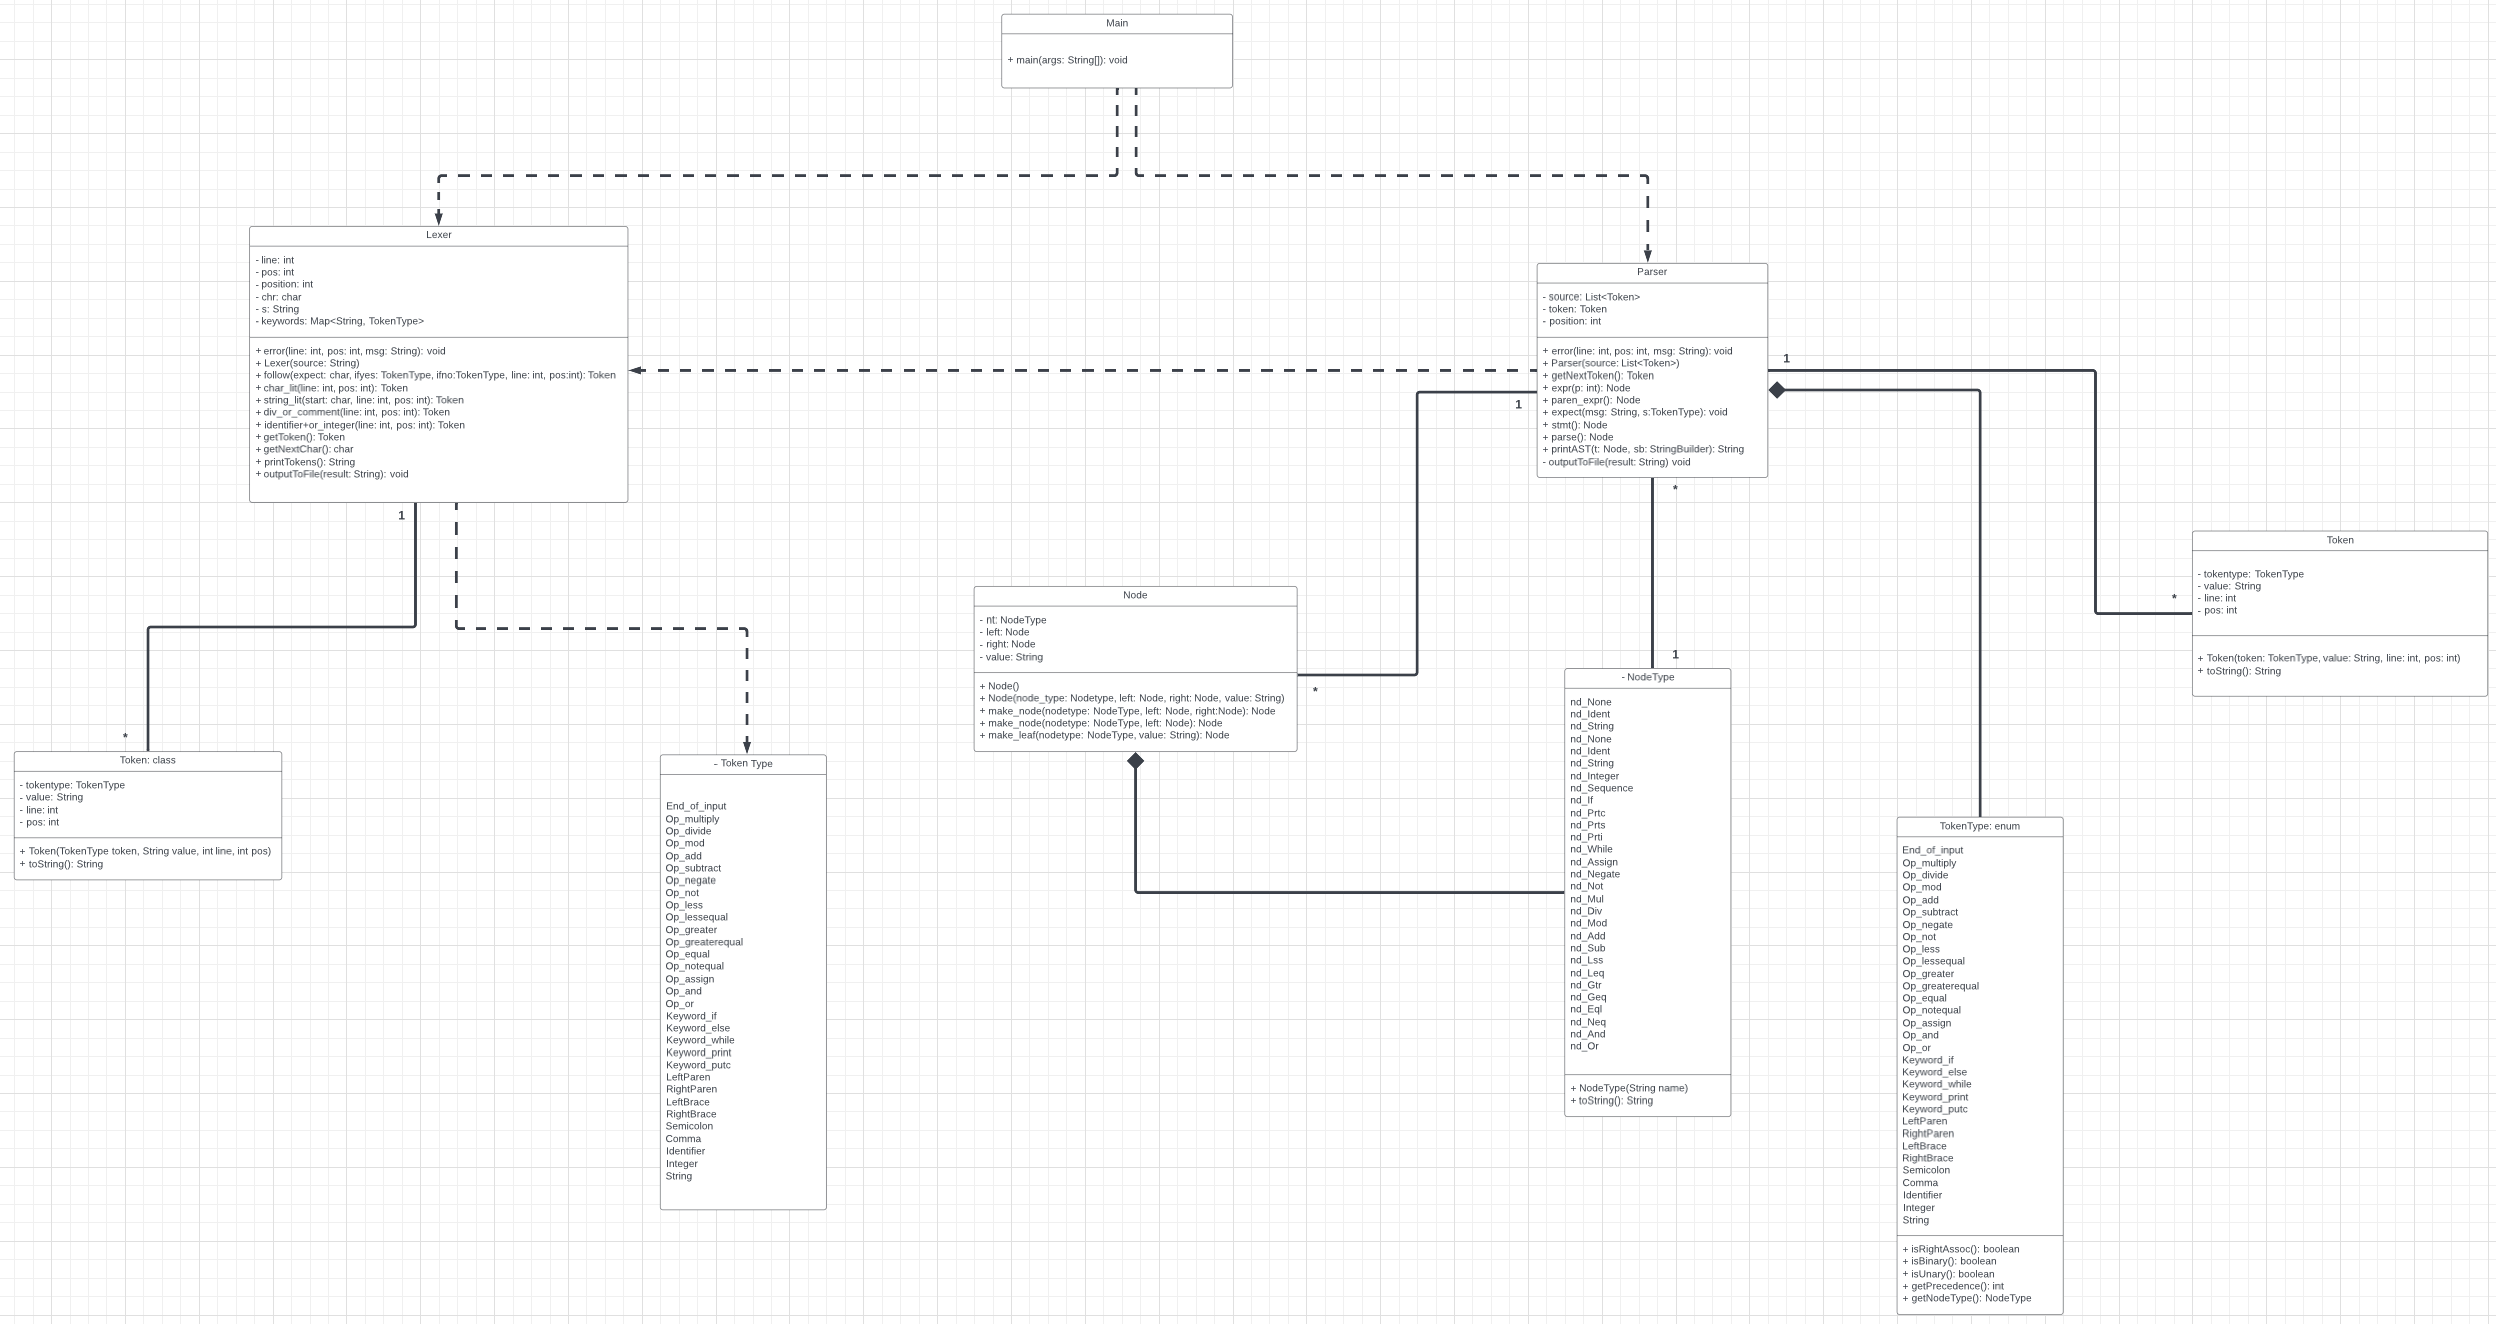 Main
+ main(args: String[]): void
Lexer
- line: int
- pos: int
- position: int
- chr: char
- s: String
- keywords: Map<String, TokenType>
+ error(line: int, pos: int, msg: String): void
+ Lexer(source: String)
+ follow(expect: char, ifyes: TokenType, ifno:TokenType, line: int, pos:int): Token
+ char_lit(line: int, pos: int): Token
+ string_lit(start: char, line: int, pos: int): Token
+ div_or_comment(line: int, pos: int): Token
+ identifier+or_integer(line: int, pos: int): Token
+ getToken(): Token
+ getNextChar(): char
+ printTokens(): String
+ outputToFile(result: String): void
Parser
- source: List<Token>
- token: Token
- position: int
+ error(line: int, pos: int, msg: String): void
+ Parser(source: List<Token>)
+ getNextToken(): Token
+ expr(p: int): Node
+ paren_expr(): Node
+ expect(msg: String, s:TokenType): void
+ stmt(): Node
+ parse(): Node
+ printAST(t: Node, sb: StringBuilder): String
- outputToFile(result: String) void
1
1
*
1
Token
- tokentype: TokenType
- value: String
- line: int
- pos: int
+ Token(token: TokenType, value: String, line: int, pos: int)
+ toString(): String
*
Node
- nt: NodeType
- left: Node
- right: Node
- value: String
+ Node()
+ Node(node_type: Nodetype, left: Node, right: Node, value: String)
+ make_node(nodetype: NodeType, left: Node, right:Node): Node
+ make_node(nodetype: NodeType, left: Node): Node
+ make_leaf(nodetype: NodeType, value: String): Node
*
1
- NodeType
nd_None
nd_Ident
nd_String
nd_None
nd_Ident
nd_String
nd_Integer
nd_Sequence
nd_If
nd_Prtc
nd_Prts
nd_Prti
nd_While
nd_Assign
nd_Negate
nd_Not
nd_Mul
nd_Div
nd_Mod
nd_Add
nd_Sub
nd_Lss
nd_Leq
nd_Gtr
nd_Geq
nd_Eql
nd_Neq
nd_And
nd_Or
+ NodeType(String name)
+ toString(): String
*
Token: class
- tokentype: TokenType
- value: String
- line: int
- pos: int
+ Token(TokenType token, String value, int line, int pos)
+ toString(): String
- Token Type
End_of_input
Op_multiply
Op_divide
Op_mod
Op_add
Op_subtract
Op_negate
Op_not
Op_less
Op_lessequal
Op_greater
Op_greaterequal
Op_equal
Op_notequal
Op_assign
Op_and
Op_or
Keyword_if
Keyword_else
Keyword_while
Keyword_print
Keyword_putc
LeftParen
RightParen
LeftBrace
RightBrace
Semicolon
Comma
Identifier
Integer
String
TokenType: enum
End_of_input
Op_multiply
Op_divide
Op_mod
Op_add
Op_subtract
Op_negate
Op_not
Op_less
Op_lessequal
Op_greater
Op_greaterequal
Op_equal
Op_notequal
Op_assign
Op_and
Op_or
Keyword_if
Keyword_else
Keyword_while
Keyword_print
Keyword_putc
LeftParen
RightParen
LeftBrace
RightBrace
Semicolon
Comma
Identifier
Integer
String
+ isRightAssoc(): boolean
+ isBinary(): boolean
+ isUnary(): boolean
+ getPrecedence(): int
+ getNodeType(): NodeType